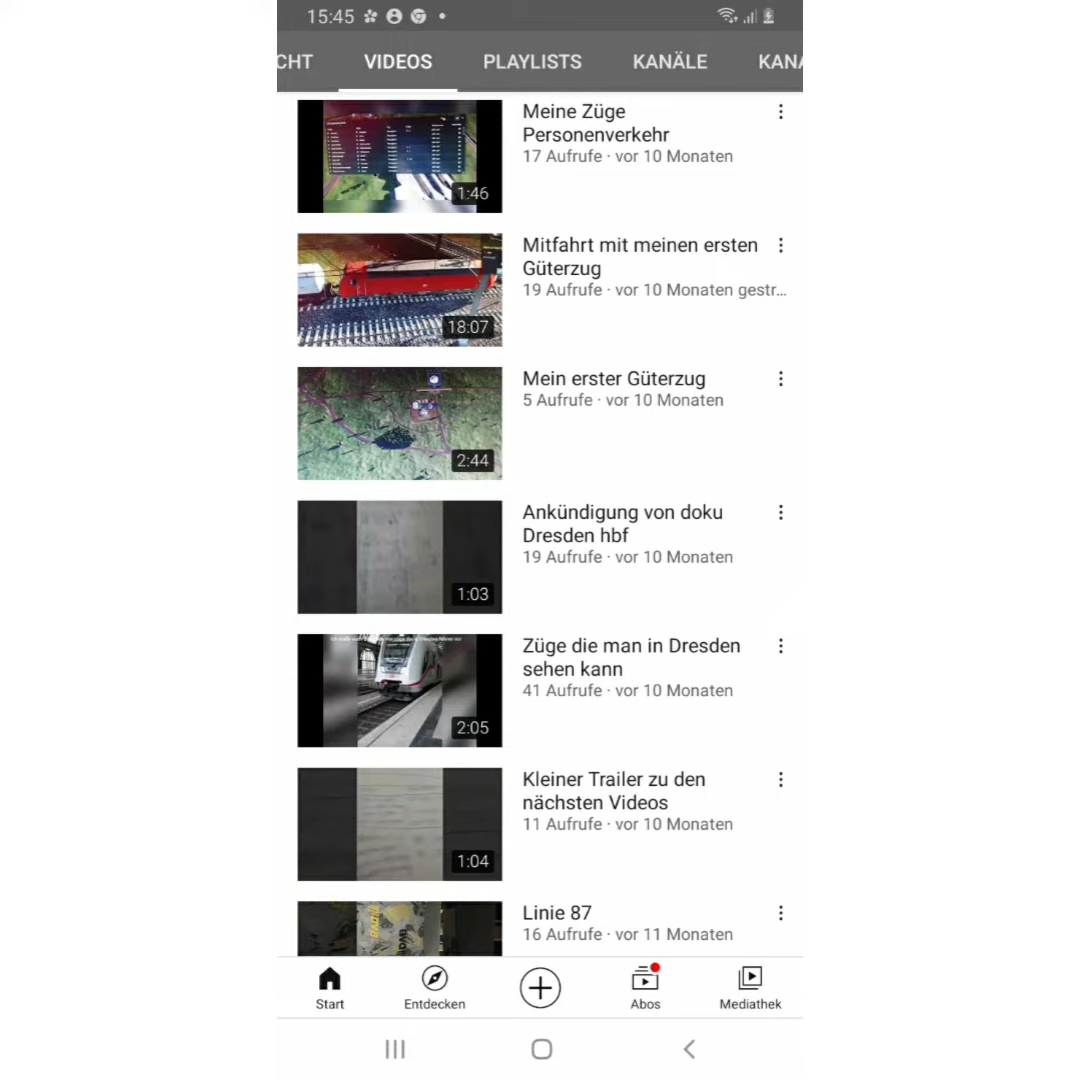 15:45
CHT VIDEOS PLAYLISTS KANÄLE KANA
Meine Züge
Personenverkehr
17 Aufrufe · vor 10 Monaten
1:46
Mitfahrt mit meinen ersten
Güterzug
19 Aufrufe · vor 10 Monaten gestr...
18:07
Mein erster Güterzug
5 Aufrufe · vor 10 Monaten
2:44
Ankündigung von doku
Dresden hbf
19 Aufrufe · vor 10 Monaten
1:03
Züge die man in Dresden
sehen kann
41 Aufrufe · vor 10 Monaten
2:05
Kleiner Trailer zu den
nächsten Videos
11 Aufrufe · vor 10 Monaten
1:04
Linie 87
16 Aufrufe · vor 11 Monaten
Start Entdecken Abos Mediathek